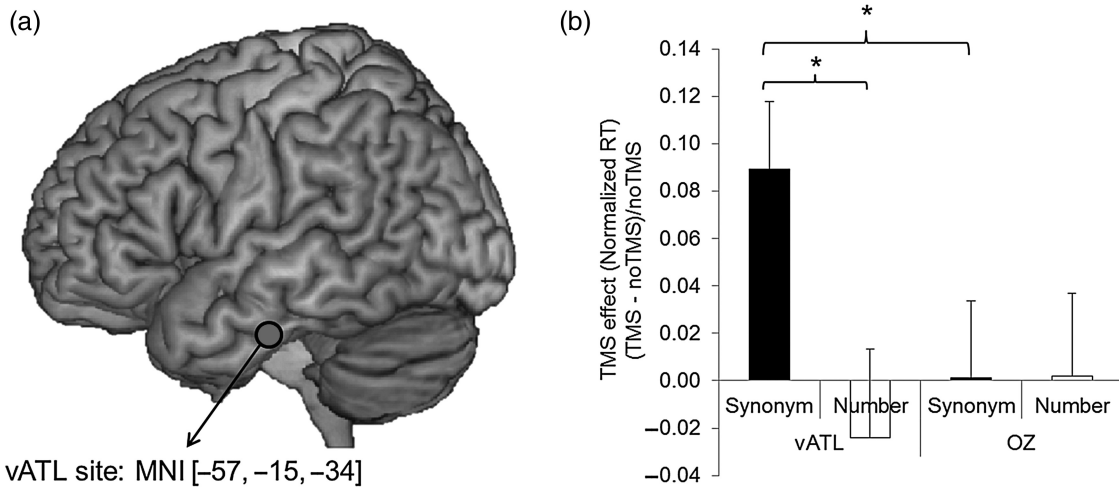 (a)
vATL site: MNI [–57, –15, –34]
(b)
TMS effect (Normalized RT)
(TMS - noTMS)/noTMS
0.14
0.12
0.10
0.08
0.06
0.04
0.02
0.00
–0.02
–0.04
*
*
Synonym Number Synonym Number
vATL OZ